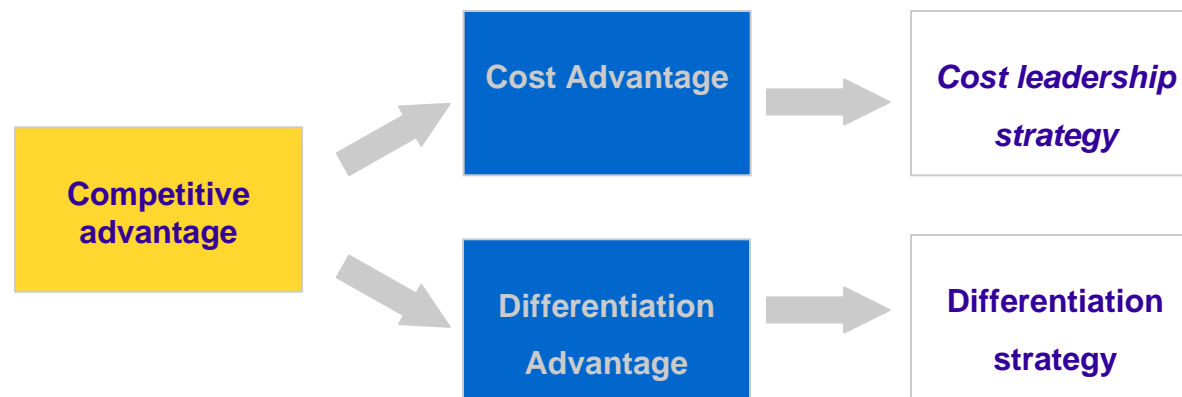 Cost Advantage
Cost leadership
strategy
Competitive
advantage
Differentiation
Advantage
Differentiation
strategy